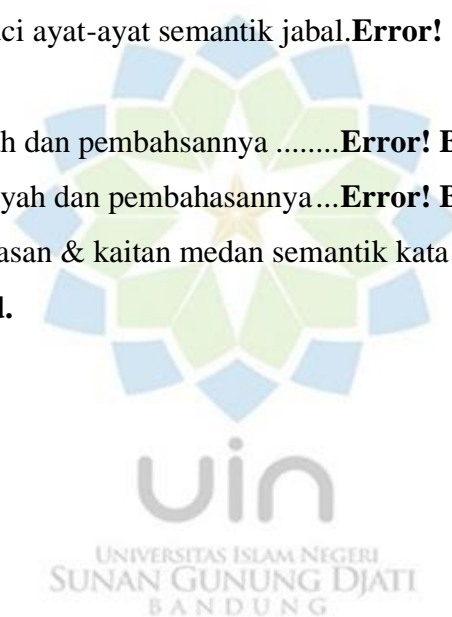 ci ayat-ayat semantik jabal.Error!
h dan pembahsannya ........Error! B
yah dan pembahasannya...Error! B
asan & kaitan medan semantik kata
l.
uin
UNIVERSITAS ISLAM NEGERI
SUNAN GUNUNG DJATI
BANDUNG